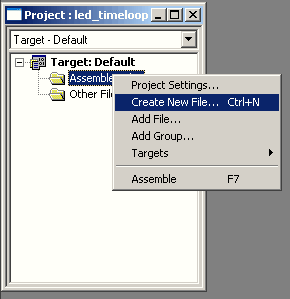 Project : led_timeloop
Target - Default
Target: Default
Assemble
Other File
Project Settings...
Create New File... Ctrl+N
Add File...
Add Group...
Targets
Assemble F7